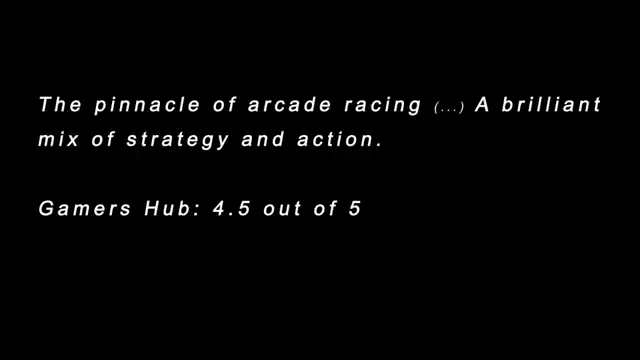 The pinnacle of arcade racing (...) A brilliant
mix of strategy and action.
Gamers Hub: 4.5 out of 5